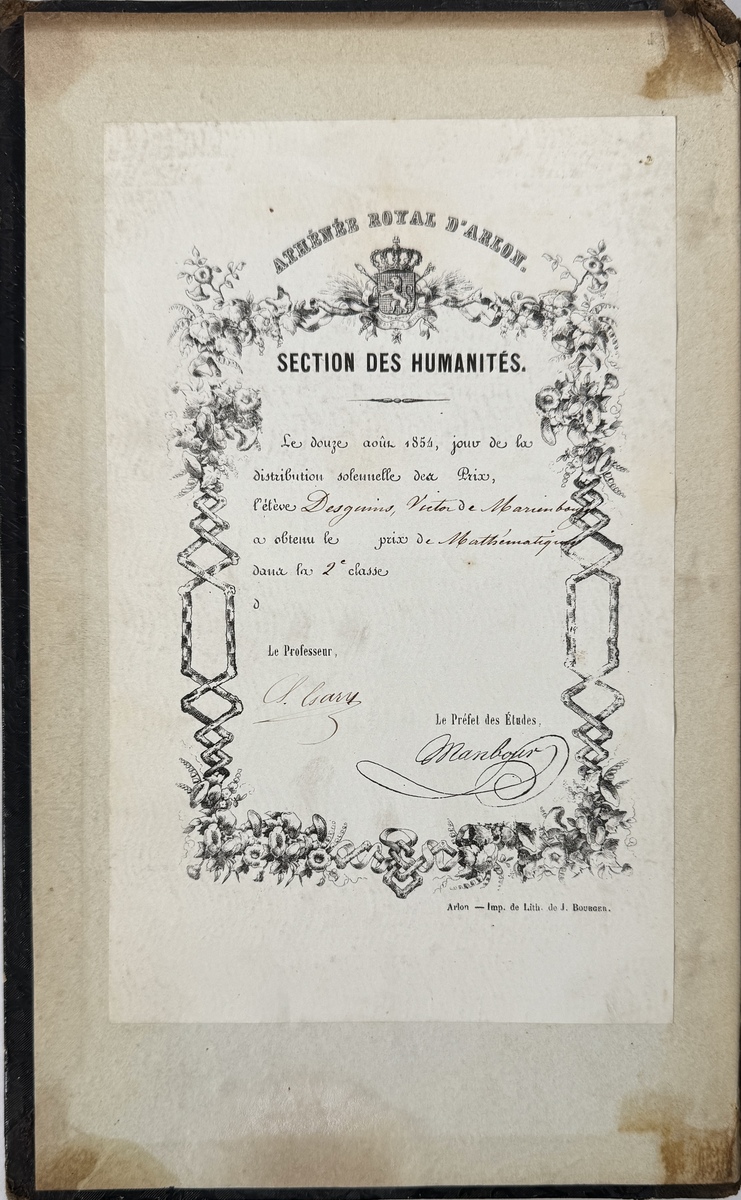 ATHÉNÉE ROYAL D'ARLON.
SECTION DES HUMANITÉS.
Le douze août 1854, jour de la
distribution solennelle des Prix,
l'élève Desguins, Victor de Marienbourg
a obtenu le prix de Mathématiques
dans la 2e classe
d
Le Professeur,
Le Préfet des Études,
Manbour
Arlon — Imp. de Lith. de J. BOURGER.